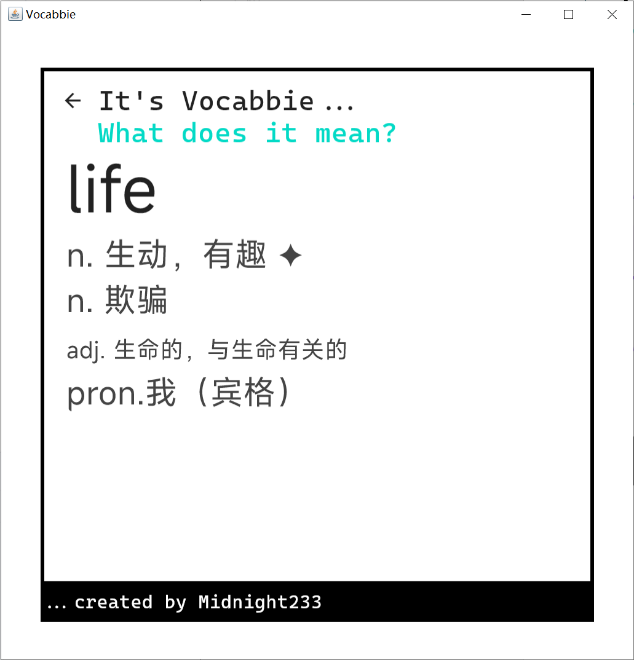 Vocabbie
← It's Vocabbie...
What does it mean?
life
n. 生动，有趣 ✦
n. 欺骗
adj. 生命的，与生命有关的
pron.我（宾格）
... created by Midnight233